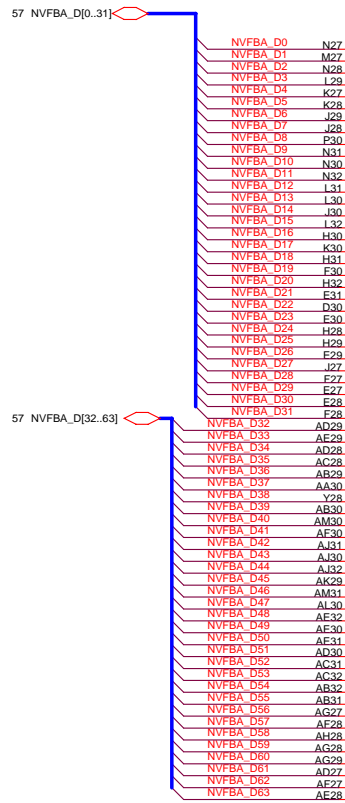 57 NVFBA_D[0..31]
NVFBA_D0 N27
NVFBA_D1 M27
NVFBA_D2 N28
NVFBA_D3 L29
NVFBA_D4 K27
NVFBA_D5 K28
NVFBA_D6 J29
NVFBA_D7 J28
NVFBA_D8 P30
NVFBA_D9 N31
NVFBA_D10 N30
NVFBA_D11 N32
NVFBA_D12 L31
NVFBA_D13 L30
NVFBA_D14 J30
NVFBA_D15 L32
NVFBA_D16 H30
NVFBA_D17 K30
NVFBA_D18 H31
NVFBA_D19 F30
NVFBA_D20 H32
NVFBA_D21 E31
NVFBA_D22 D30
NVFBA_D23 E30
NVFBA_D24 H28
NVFBA_D25 H29
NVFBA_D26 E29
NVFBA_D27 J27
NVFBA_D28 F27
NVFBA_D29 E27
NVFBA_D30 E28
NVFBA_D31 F28
57 NVFBA_D[32..63]
NVFBA_D32 AD29
NVFBA_D33 AE29
NVFBA_D34 AD28
NVFBA_D35 AC28
NVFBA_D36 AB29
NVFBA_D37 AA30
NVFBA_D38 Y28
NVFBA_D39 AB30
NVFBA_D40 AM30
NVFBA_D41 AF30
NVFBA_D42 AJ31
NVFBA_D43 AJ30
NVFBA_D44 AJ32
NVFBA_D45 AK29
NVFBA_D46 AM31
NVFBA_D47 AL30
NVFBA_D48 AE32
NVFBA_D49 AE30
NVFBA_D50 AE31
NVFBA_D51 AD30
NVFBA_D52 AC31
NVFBA_D53 AC32
NVFBA_D54 AB32
NVFBA_D55 AB31
NVFBA_D56 AG27
NVFBA_D57 AF28
NVFBA_D58 AH28
NVFBA_D59 AG28
NVFBA_D60 AG29
NVFBA_D61 AD27
NVFBA_D62 AF27
NVFBA_D63 AE28